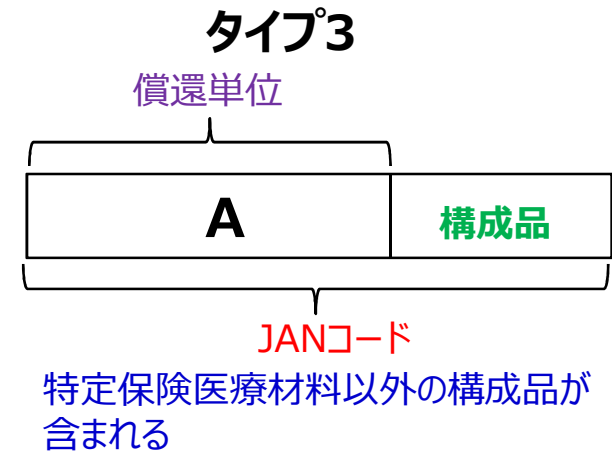 タイプ3
償還単位
A
構成品
JANコード
特定保険医療材料以外の構成品が
含まれる